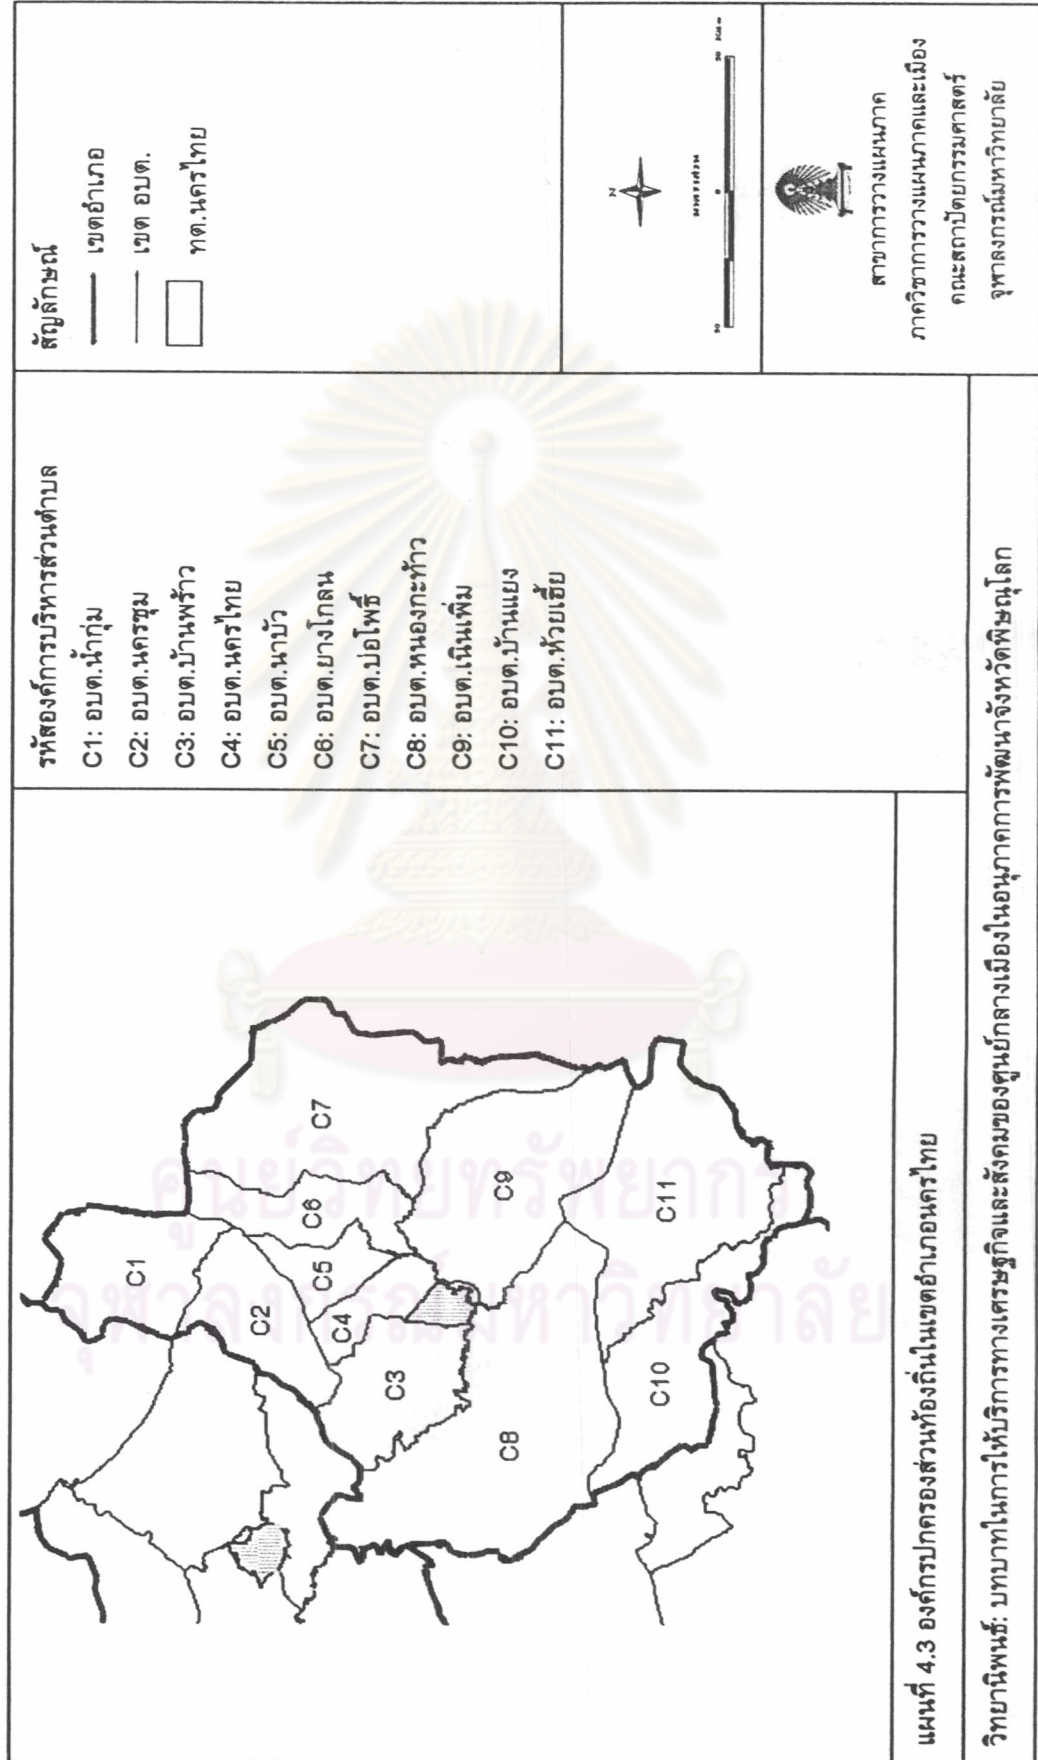 C1
C2
C3
C4
C5
C6
C7
C8
C9
C10
C11
รหัสองค์การบริหารส่วนตำบล
C1: อบต.น้ำกุ่ม
C2: อบต.นครชุม
C3: อบต.บ้านพร้าว
C4: อบต.นครไทย
C5: อบต.นาบัว
C6: อบต.ยางโกลน
C7: อบต.บ่อโพธิ์
C8: อบต.หนองกะท้าว
C9: อบต.เนินเพิ่ม
C10: อบต.บ้านแยง
C11: อบต.ห้วยเฮี้ย
สัญลักษณ์
เขตอำเภอ
เขต อบต.
ทต.นครไทย
N
มาตราส่วน
50 0 50
สาขาการวางแผนภาค
ภาควิชาการวางแผนภาคและเมือง
คณะสถาปัตยกรรมศาสตร์
จุฬาลงกรณ์มหาวิทยาลัย
แผนที่ 4.3 องค์กรปกครองส่วนท้องถิ่นในเขตอำเภอนครไทย
วิทยานิพนธ์: บทบาทในการให้บริการทางเศรษฐกิจและสังคมของศูนย์กลางเมืองในอนุภาคการพัฒนาจังหวัดพิษณุโลก
ศูนย์วิทยทรัพยากร
จุฬาลงกรณ์มหาวิทยาลัย